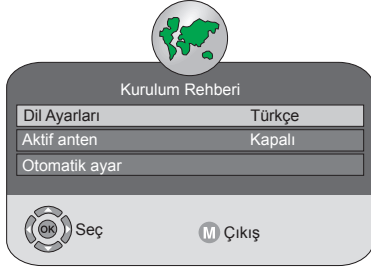 Kurulum Rehberi
Dil Ayarları Türkçe
Aktif anten Kapalı
Otomatik ayar
OK Seç M Çıkış